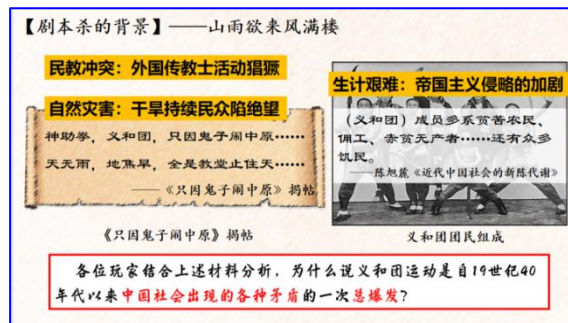 【剧本杀的背景】——山雨欲来风满楼
民教冲突：外国传教士活动猖獗
自然灾害：干旱持续民众陷绝望
神助拳，义和团，只因鬼子闹中原……
天无雨，地焦旱，全是教堂止住天……
——《只因鬼子闹中原》揭帖
《只因鬼子闹中原》揭帖
生计艰难：帝国主义侵略的加剧
（义和团）成员多系贫苦农民、
佣工、赤贫无产者……还有众多
饥民。
——陈旭麓《近代中国社会的新陈代谢》
义和团团民组成
各位玩家结合上述材料分析，为什么说义和团运动是自19世纪40
年代以来中国社会出现的各种矛盾的一次总爆发？